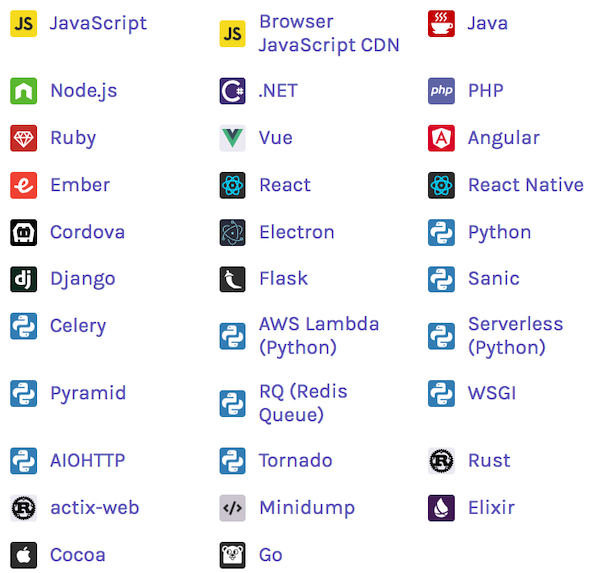 JS JavaScript
JS Browser
JavaScript CDN
Java
Node.js
C# .NET
php PHP
Ruby
Vue
A Angular
e Ember
React
React Native
Cordova
Electron
Python
dj Django
Flask
Sanic
Celery
AWS Lambda
(Python)
Serverless
(Python)
Pyramid
RQ (Redis
Queue)
WSGI
AIOHTTP
Tornado
R Rust
R actix-web
</> Minidump
Elixir
Cocoa
Go